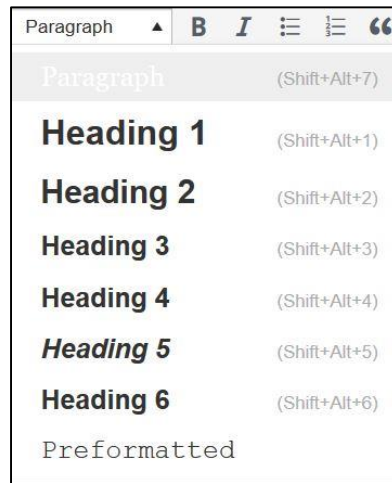 Paragraph ▲ B I 66
Paragraph (Shift+Alt+7)
Heading 1 (Shift+Alt+1)
Heading 2 (Shift+Alt+2)
Heading 3 (Shift+Alt+3)
Heading 4 (Shift+Alt+4)
Heading 5 (Shift+Alt+5)
Heading 6 (Shift+Alt+6)
Preformatted